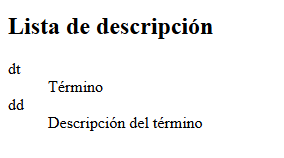 Lista de descripción
dt
Término
dd
Descripción del término